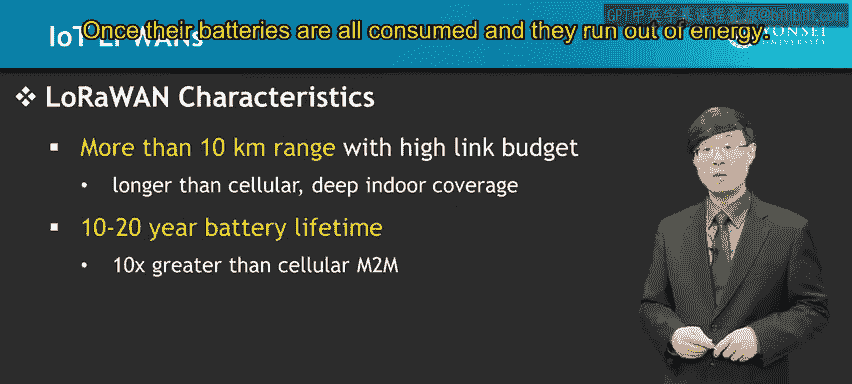 Once their batteries are all consumed and they run out of energy.
YONSEI
UNIVERSITY
❖ LoRaWAN Characteristics
▪ More than 10 km range with high link budget
• longer than cellular, deep indoor coverage
▪ 10-20 year battery lifetime
• 10x greater than cellular M2M